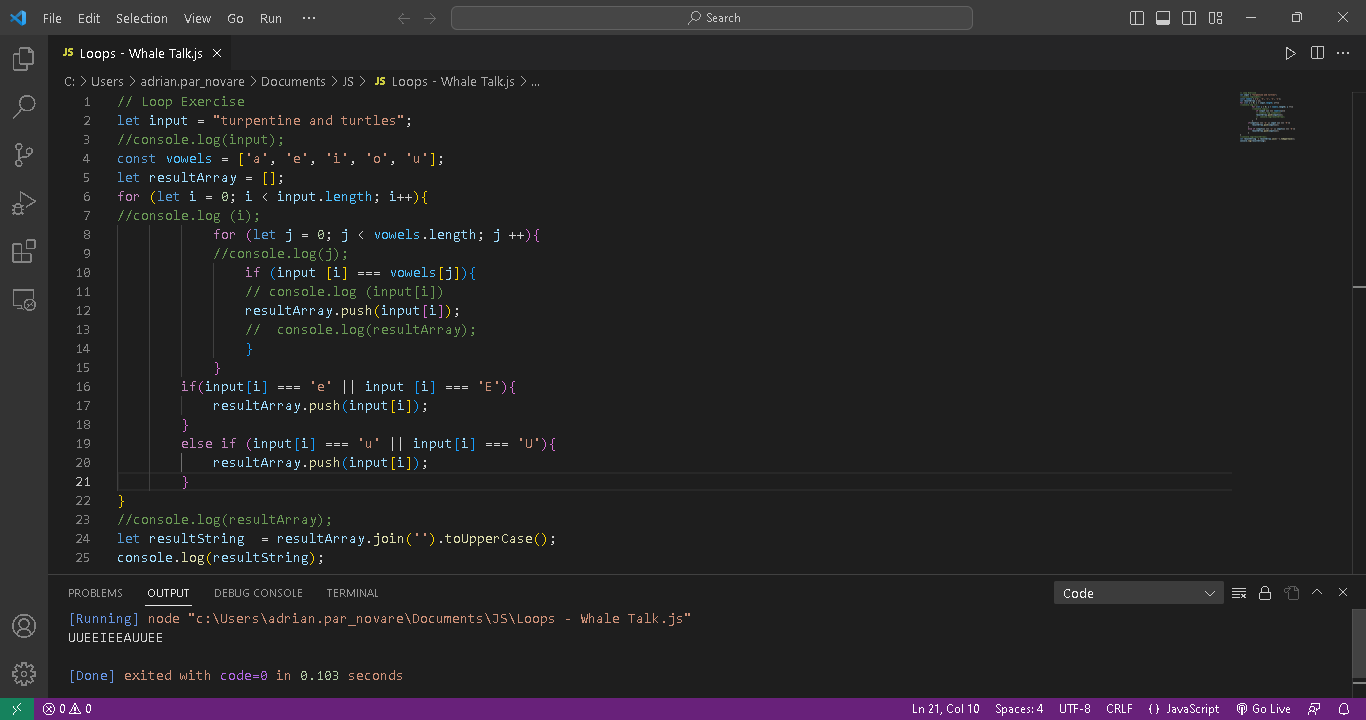 File Edit Selection View Go Run ··· Search
JS Loops - Whale Talk.js
C: > Users > adrian.par_novare > Documents > JS > JS Loops - Whale Talk.js > ...
1 // Loop Exercise
2 let input = "turpentine and turtles";
3 //console.log(input);
4 const vowels = ['a', 'e', 'i', 'o', 'u'];
5 let resultArray = [];
6 for (let i = 0; i < input.length; i++){
7 //console.log (i);
8 for (let j = 0; j < vowels.length; j ++){
9 //console.log(j);
10 if (input [i] === vowels[j]){
11 // console.log (input[i])
12 resultArray.push(input[i]);
13 //  console.log(resultArray);
14 }
15 }
16 if(input[i] === 'e' || input [i] === 'E'){
17 resultArray.push(input[i]);
18 }
19 else if (input[i] === 'u' || input[i] === 'U'){
20 resultArray.push(input[i]);
21 }
22 }
23 //console.log(resultArray);
24 let resultString  = resultArray.join('').toUpperCase();
25 console.log(resultString);
PROBLEMS OUTPUT DEBUG CONSOLE TERMINAL Code
[Running] node "c:\Users\adrian.par_novare\Documents\JS\Loops - Whale Talk.js"
UUEEIEEAUUEE
[Done] exited with code=0 in 0.103 seconds
0 0 Ln 21, Col 10 Spaces: 4 UTF-8 CRLF {} JavaScript Go Live